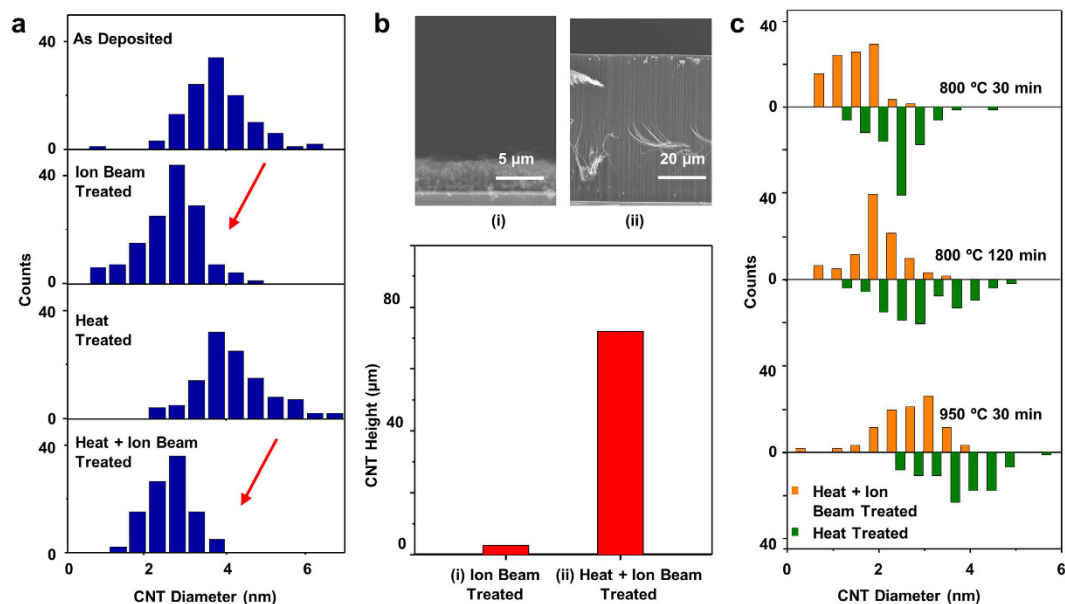 a
As Deposited
40
0
Ion Beam
Treated
40
0
Heat
Treated
40
0
Heat + Ion Beam
Treated
40
0
Counts
0 2 4 6
CNT Diameter (nm)
b
5 µm
20 µm
(i) (ii)
80
40
0
CNT Height (µm)
(i) Ion Beam
Treated
(ii) Heat + Ion Beam
Treated
c
40
0
800 ºC 30 min
40
40
0
800 ºC 120 min
40
0
950 ºC 30 min
40
Counts
Heat + Ion
Beam Treated
Heat Treated
0 2 4 6
CNT Diameter (nm)